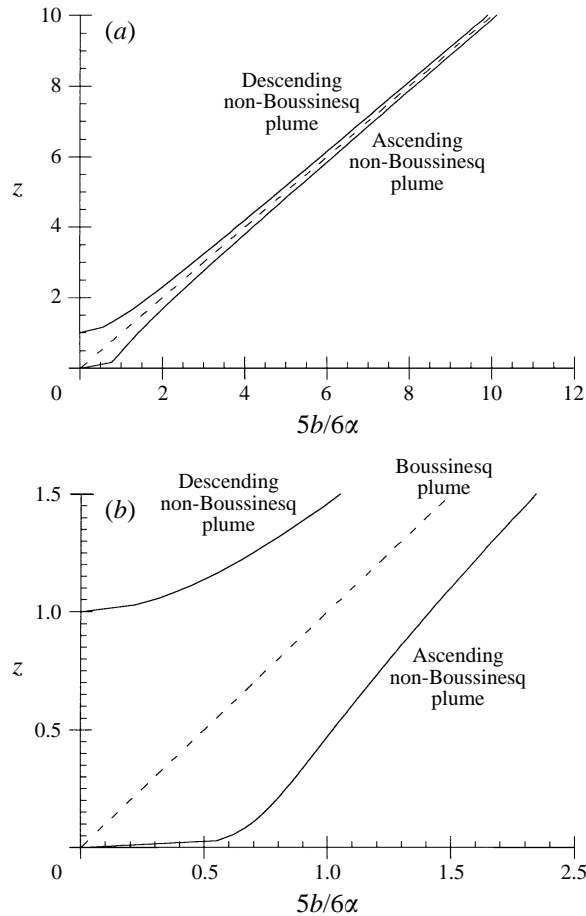 (a)
10
8
6
4
2
0
z
Descending
non-Boussinesq
plume
Ascending
non-Boussinesq
plume
2
4
6
8
10
12
5b/6α
(b)
1.5
1.0
0.5
0
z
Descending
non-Boussinesq
plume
Boussinesq
plume
Ascending
non-Boussinesq
plume
0.5
1.0
1.5
2.5
5b/6α